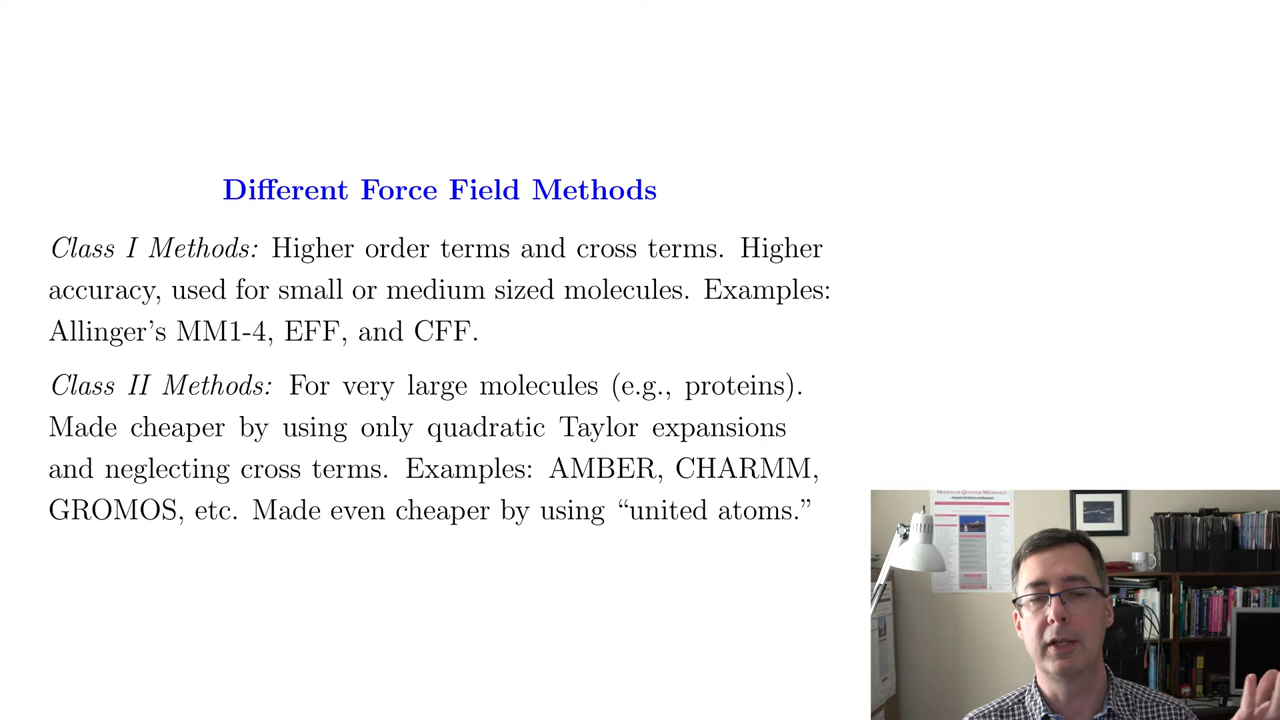 Different Force Field Methods
Class I Methods: Higher order terms and cross terms. Higher
accuracy, used for small or medium sized molecules. Examples:
Allinger's MM1-4, EFF, and CFF.
Class II Methods: For very large molecules (e.g., proteins).
Made cheaper by using only quadratic Taylor expansions
and neglecting cross terms. Examples: AMBER, CHARMM,
GROMOS, etc. Made even cheaper by using “united atoms.”
MOLECULAR QUANTUM MECHANICS